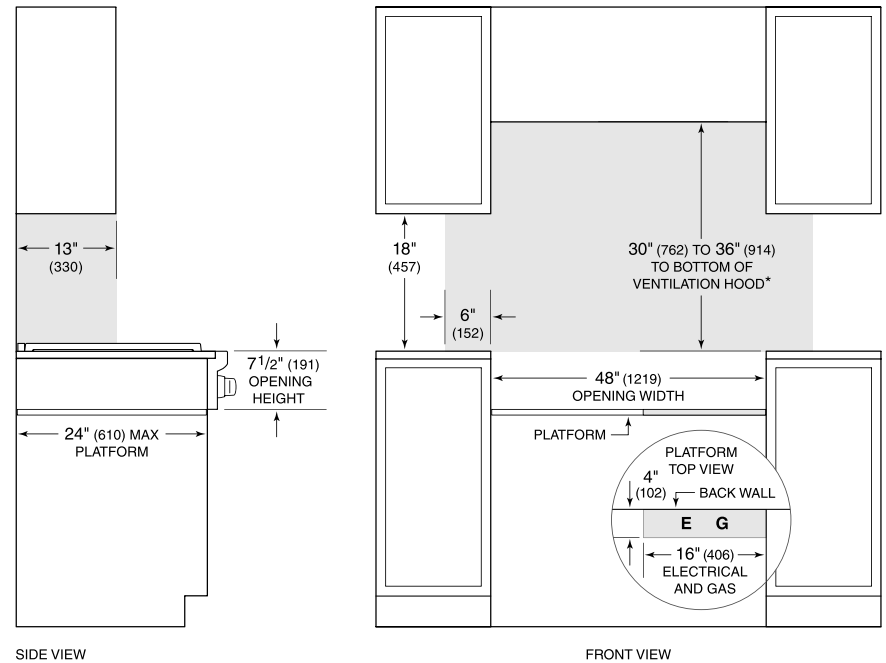 13"
(330)
7 1/2" (191)
OPENING
HEIGHT
24" (610) MAX
PLATFORM
SIDE VIEW
18"
(457)
30" (762) TO 36" (914)
TO BOTTOM OF
VENTILATION HOOD*
6"
(152)
48" (1219)
OPENING WIDTH
PLATFORM
PLATFORM
TOP VIEW
4"
(102)
BACK WALL
E G
16" (406)
ELECTRICAL
AND GAS
FRONT VIEW